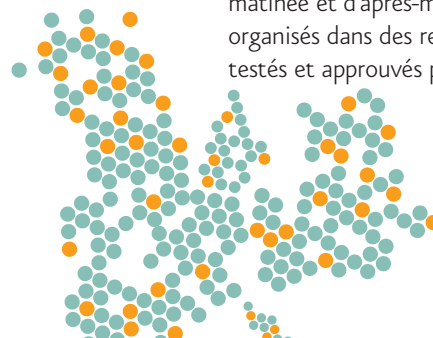 matinée et d'après-m
organisés dans des re
testés et approuvés p